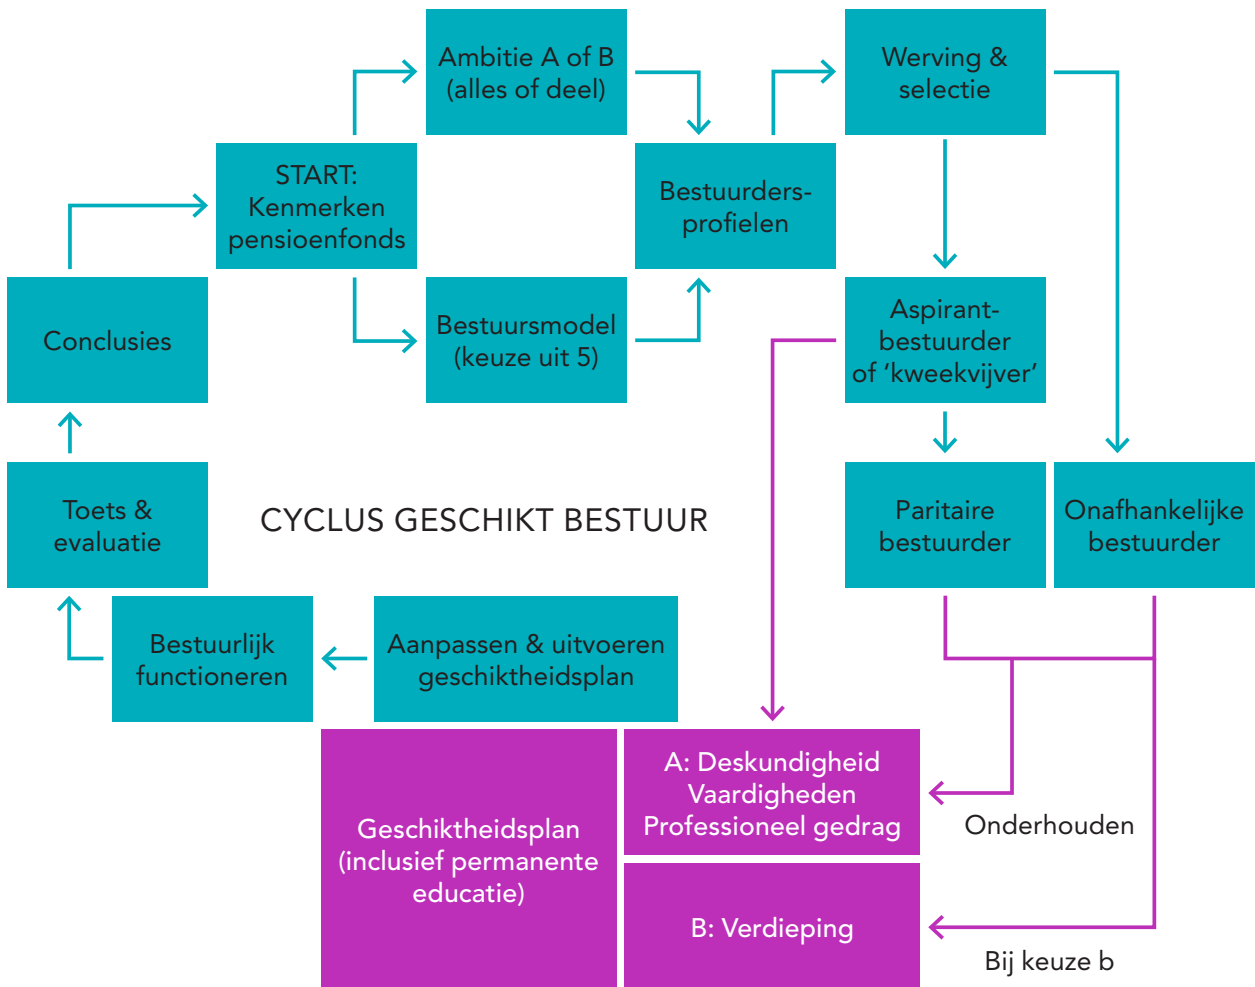 Ambitie A of B
(alles of deel)
Werving &
selectie
START:
Kenmerken
pensioenfonds
Bestuurders-
profielen
Conclusies
Bestuursmodel
(keuze uit 5)
Aspirant-
bestuurder
of ‘kweekvijver’
Toets &
evaluatie
CYCLUS GESCHIKT BESTUUR
Paritaire
bestuurder
Onafhankelijke
bestuurder
Bestuurlijk
functioneren
Aanpassen & uitvoeren
geschiktheidsplan
Geschiktheidsplan
(inclusief permanente
educatie)
A: Deskundigheid
Vaardigheden
Professioneel gedrag
Onderhouden
B: Verdieping
Bij keuze b